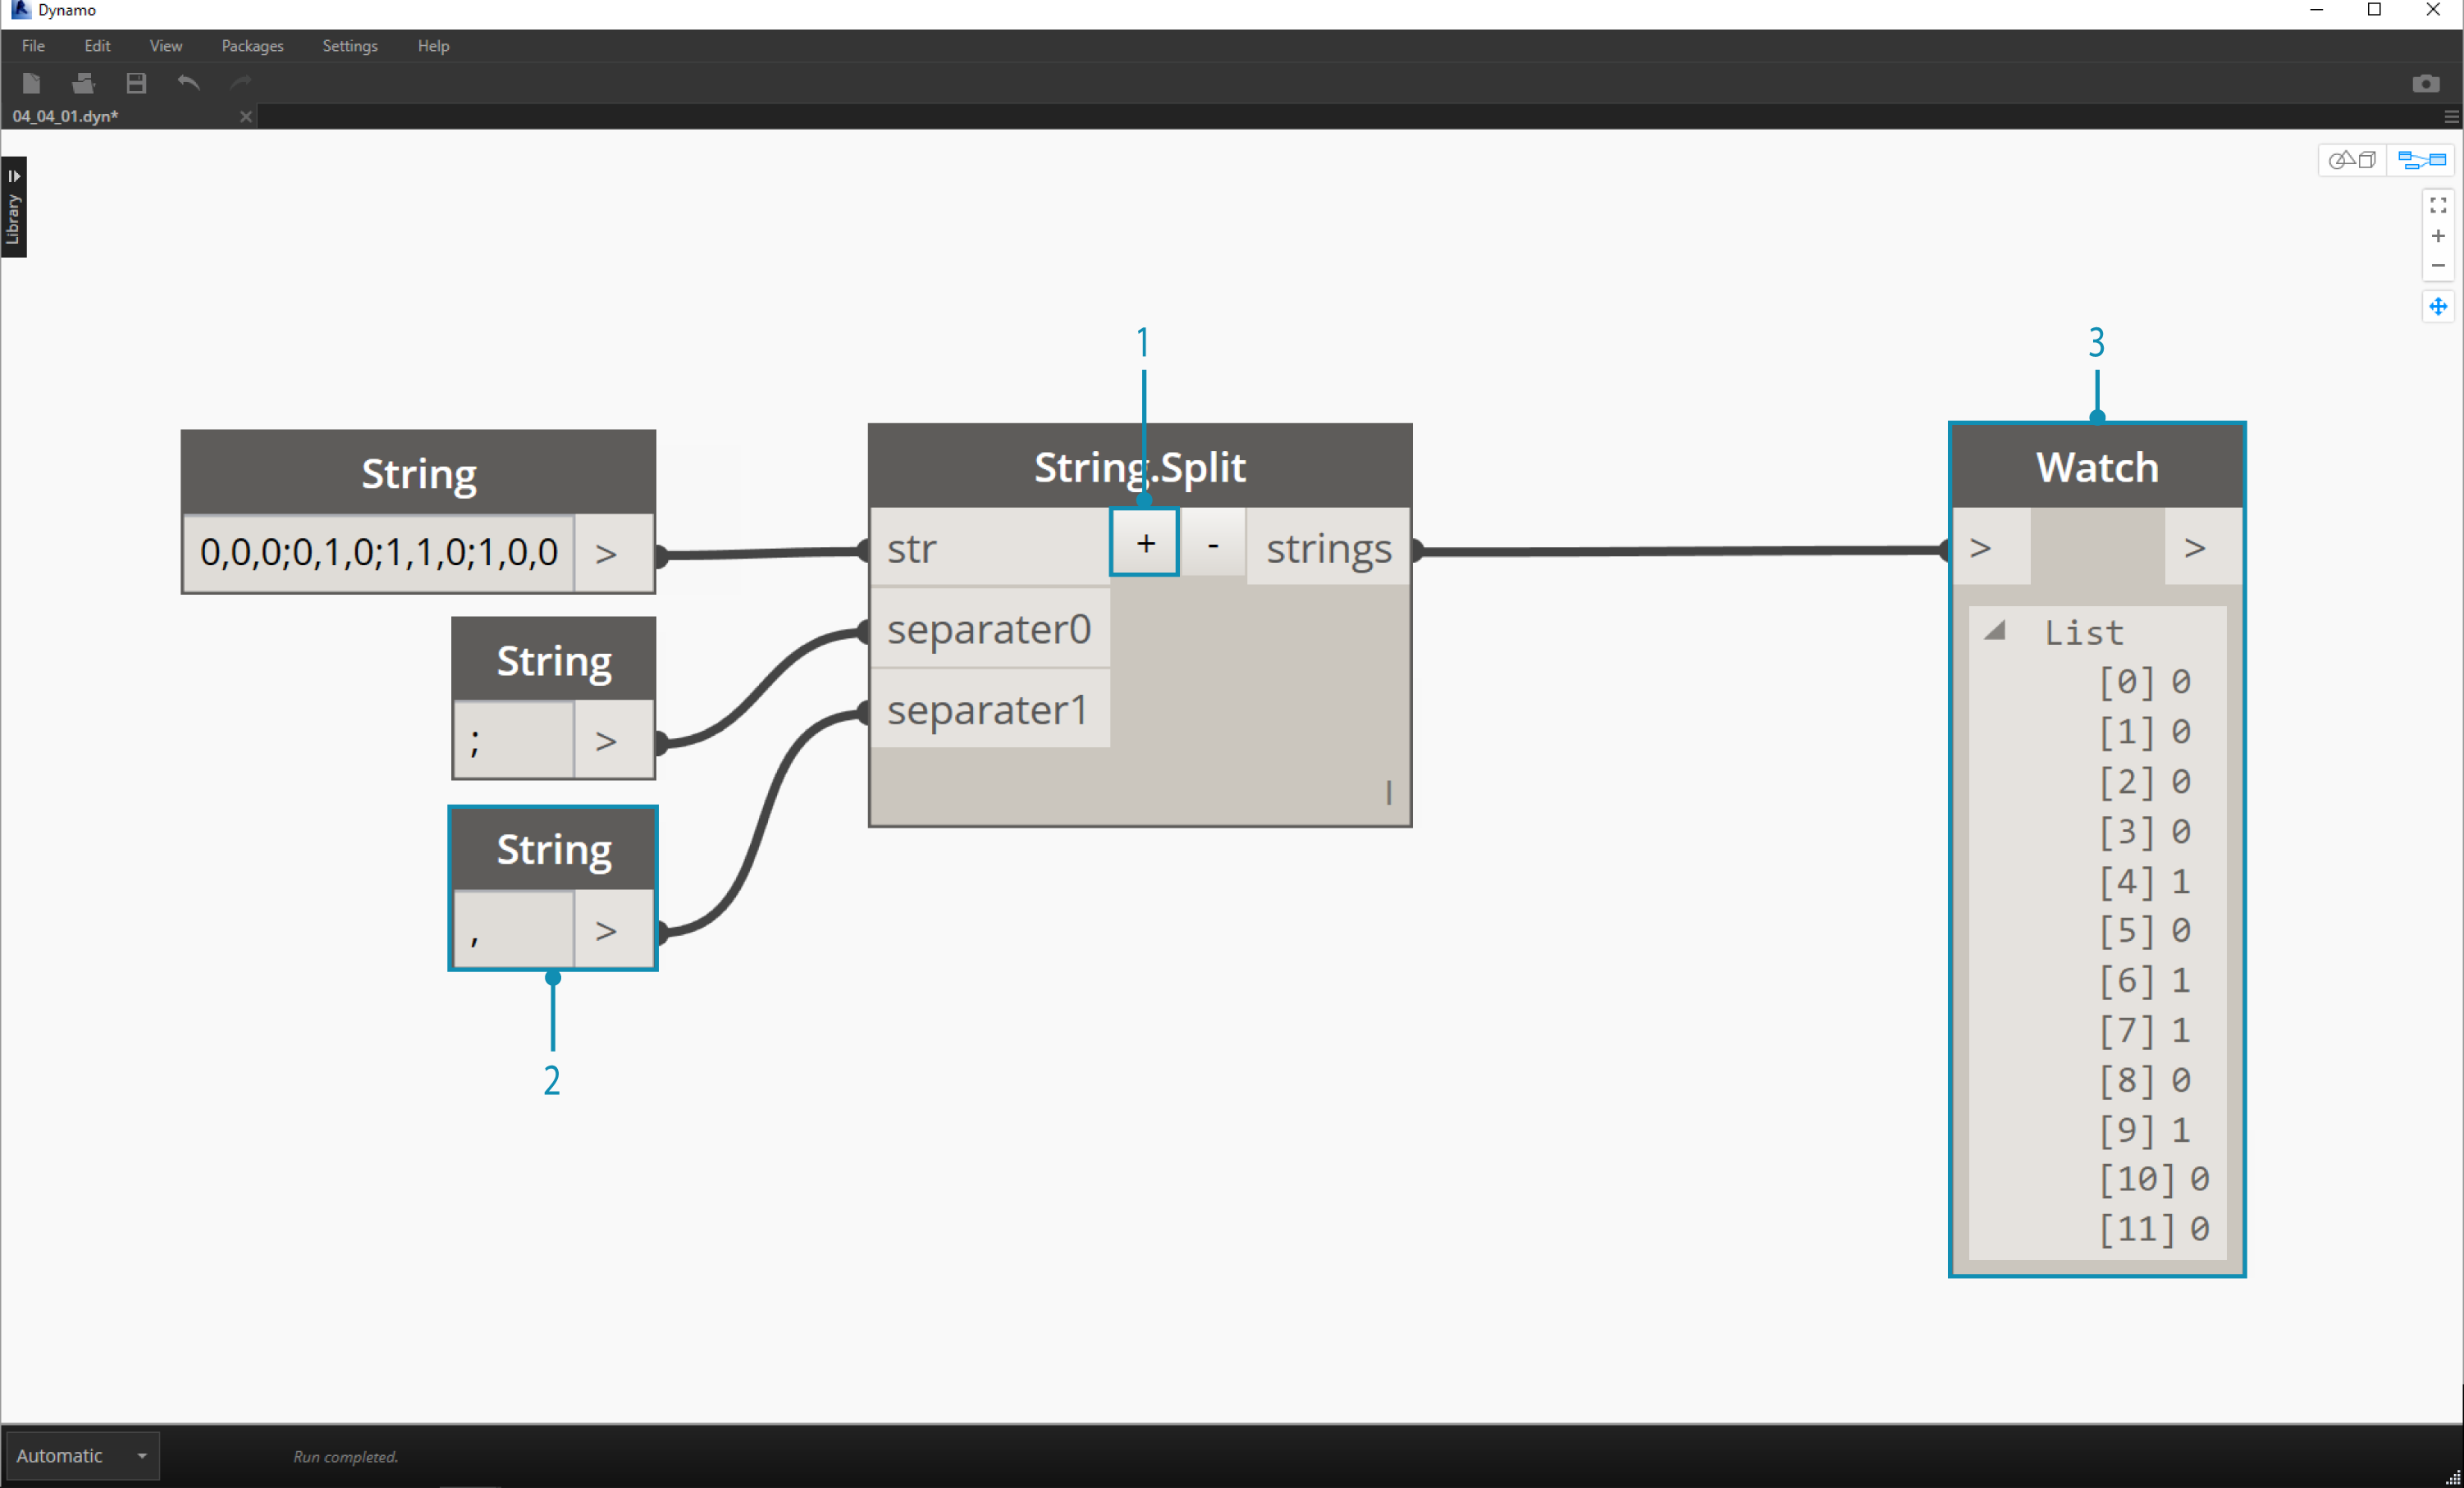 Dynamo
File Edit View Packages Settings Help
04_04_01.dyn*
Library
1
3
String
0,0,0;0,1,0;1,1,0;1,0,0 >
String
; >
String
, >
2
String.Split
str + - strings
separater0
separater1
l
Watch
> >
List
[0] 0
[1] 0
[2] 0
[3] 0
[4] 1
[5] 0
[6] 1
[7] 1
[8] 0
[9] 1
[10] 0
[11] 0
Automatic
Run completed.